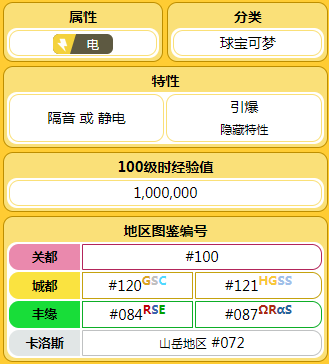 属性 分类
电 球宝可梦
特性
隔音 或 静电 引爆
隐藏特性
100级时经验值
1,000,000
地区图鉴编号
关都 #100
城都 #120GSC #121HGSS
丰缘 #084RSE #087ΩRαS
卡洛斯 山岳地区 #072